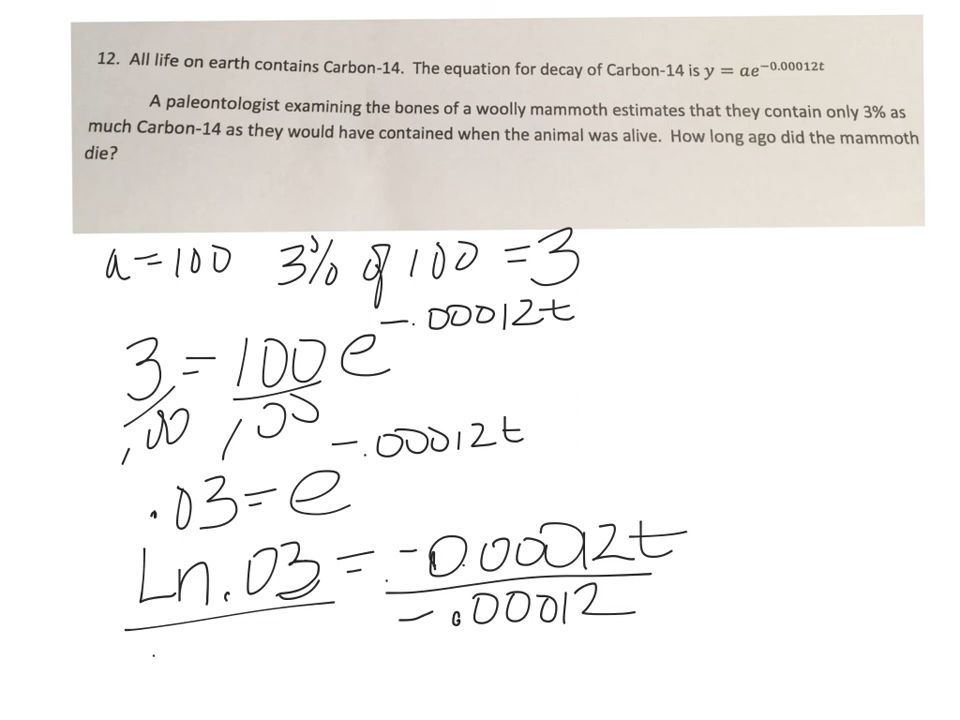 12. All life on earth contains Carbon-14. The equation for decay of Carbon-14 is y = ae^−0.00012t
A paleontologist examining the bones of a woolly mammoth estimates that they contain only 3% as
much Carbon-14 as they would have contained when the animal was alive. How long ago did the mammoth
die?
a = 100 3% of 100 = 3
3 = 100 e^-.00012t
100 100
.03 = e^-.00012t
Ln .03 = -0.00012t
-.00012